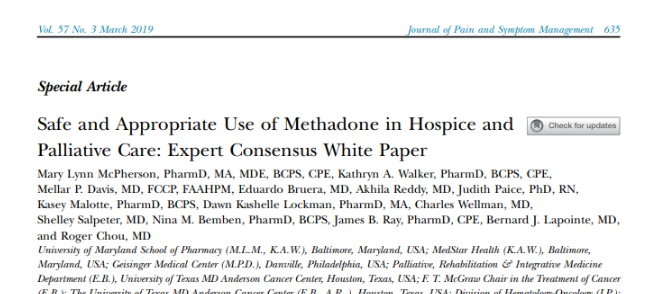 Vol. 57 No. 3 March 2019
Journal of Pain and Symptom Management 635
Special Article
Safe and Appropriate Use of Methadone in Hospice and
Check for updates
Palliative Care: Expert Consensus White Paper
Mary Lynn McPherson, PharmD, MA, MDE, BCPS, CPE, Kathryn A. Walker, PharmD, BCPS, CPE,
Mellar P. Davis, MD, FCCP, FAAHPM, Eduardo Bruera, MD, Akhila Reddy, MD, Judith Paice, PhD, RN,
Kasey Malotte, PharmD, BCPS, Dawn Kashelle Lockman, PharmD, MA, Charles Wellman, MD,
Shelley Salpeter, MD, Nina M. Bemben, PharmD, BCPS, James B. Ray, PharmD, CPE, Bernard J. Lapointe, MD,
and Roger Chou, MD
University of Maryland School of Pharmacy (M.L.M., K.A.W.), Baltimore, Maryland, USA; MedStar Health (K.A.W.), Baltimore,
Maryland, USA; Geisinger Medical Center (M.P.D.), Danville, Philadelphia, USA; Palliative, Rehabilitation & Integrative Medicine
Department (E.B.), University of Texas MD Anderson Cancer Center, Houston, Texas, USA; F. T. McGraw Chair in the Treatment of Cancer
(E.B.); The University of Texas MD Anderson Cancer Center (E.B., A.R.), Houston, Texas, USA; Division of Hematology-Oncology (J.P.);